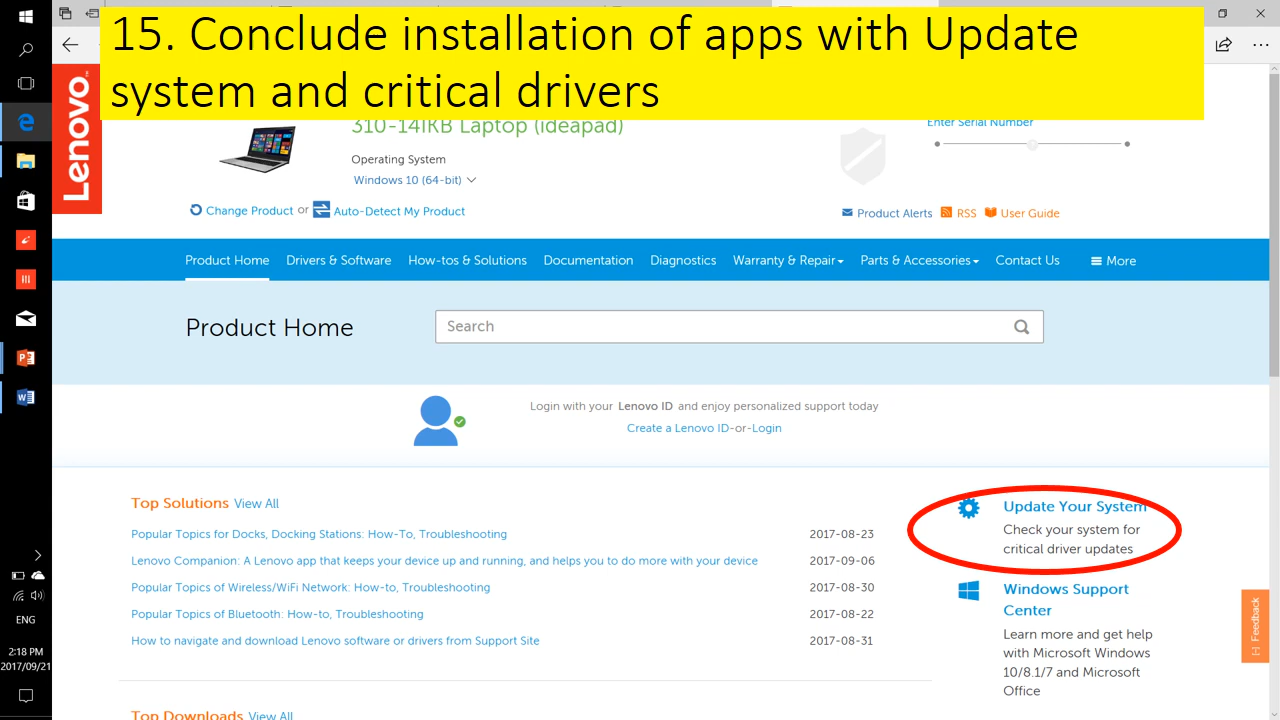 15. Conclude installation of apps with Update
system and critical drivers
Lenovo
310-14IKB Laptop (ideapad)
Operating System
Windows 10 (64-bit)
Change Product or Auto-Detect My Product
Enter Serial Number
Product Alerts RSS User Guide
Product Home Drivers & Software How-tos & Solutions Documentation Diagnostics Warranty & Repair Parts & Accessories Contact Us More
Product Home
Search
Login with your Lenovo ID and enjoy personalized support today
Create a Lenovo ID-or-Login
Top Solutions View All
Popular Topics for Docks, Docking Stations: How-To, Troubleshooting 2017-08-23
Lenovo Companion: A Lenovo app that keeps your device up and running, and helps you to do more with your device 2017-09-06
Popular Topics of Wireless/WiFi Network: How-to, Troubleshooting 2017-08-30
Popular Topics of Bluetooth: How-to, Troubleshooting 2017-08-22
How to navigate and download Lenovo software or drivers from Support Site 2017-08-31
Top Downloads View All
Update Your System
Check your system for
critical driver updates
Windows Support
Center
Learn more and get help
with Microsoft Windows
10/8.1/7 and Microsoft
Office
[-] Feedback
ENG
2:18 PM
2017/09/21